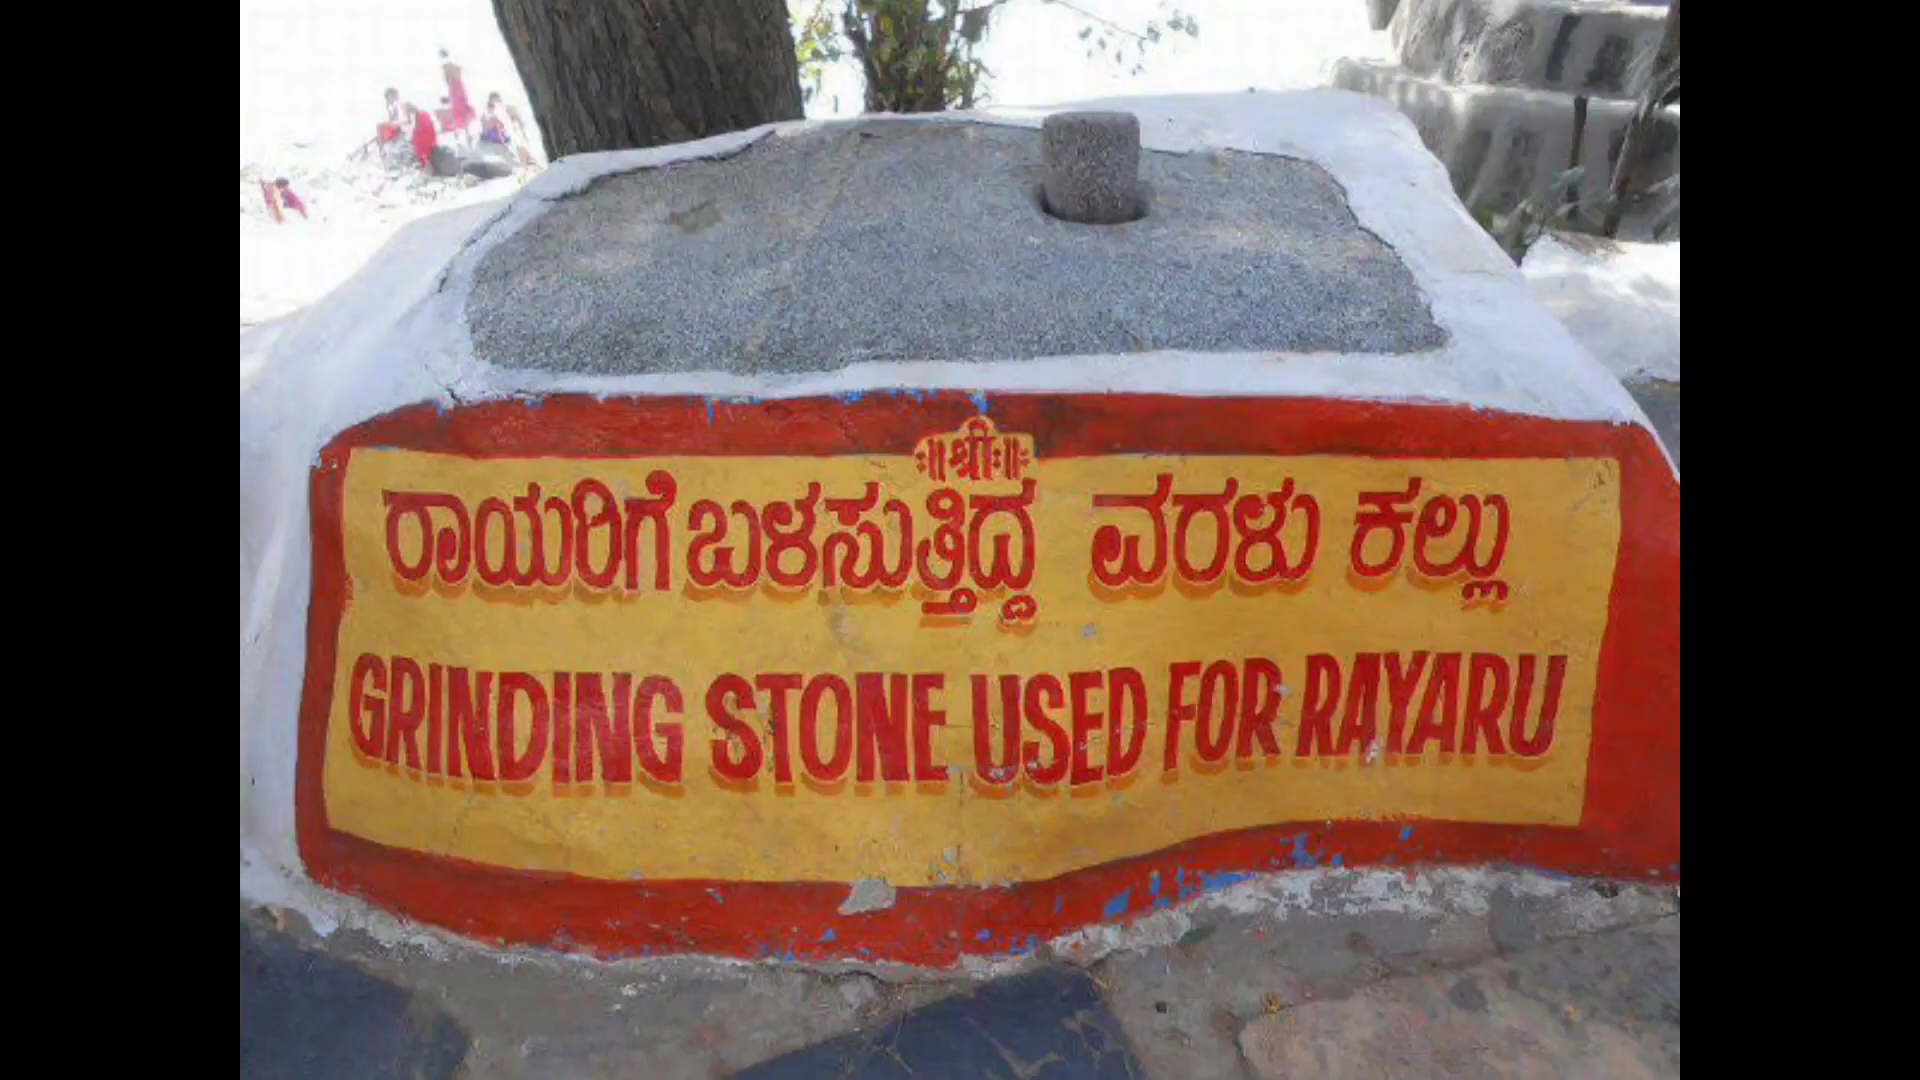 ॥श्रीः॥
ರಾಯರಿಗೆ ಬಳಸುತ್ತಿದ್ದ ವರಳು ಕಲ್ಲು
GRINDING STONE USED FOR RAYARU